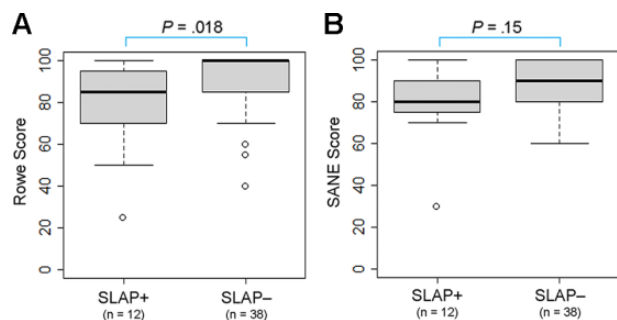 A
P = .018
Rowe Score
0
20
40
60
80
100
SLAP+
(n = 12)
SLAP–
(n = 38)
B
P = .15
SANE Score
0
20
40
60
80
100
SLAP+
(n = 12)
SLAP–
(n = 38)